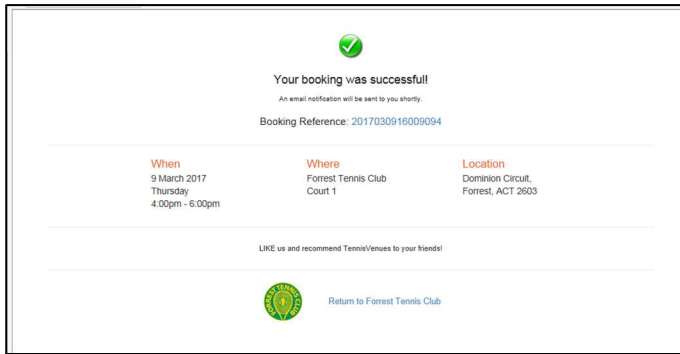 Your booking was successful!
An email notification will be sent to you shortly.
Booking Reference: 2017030916009094
When
9 March 2017
Thursday
4:00pm - 6:00pm
Where
Forrest Tennis Club
Court 1
Location
Dominion Circuit,
Forrest, ACT 2603
LIKE us and recommend TennisVenues to your friends!
FORREST TENNIS CLUB
Return to Forrest Tennis Club